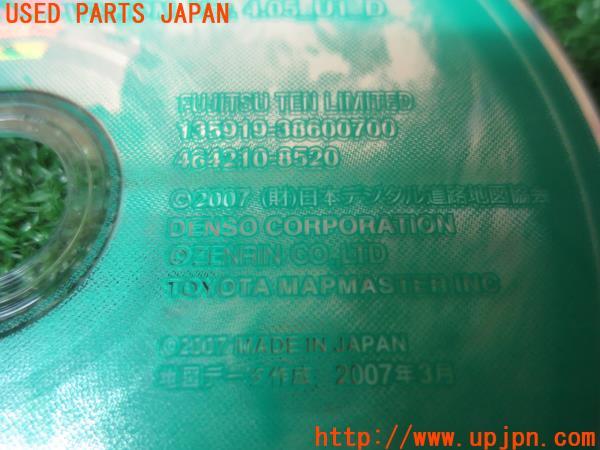 USED PARTS JAPAN
4.05_U1_D
FUJITSU TEN LIMITED
135919-38600700
464210-8520
©2007 (財)日本デジタル道路地図協会
DENSO CORPORATION
©ZENRIN CO.,LTD
TOYOTA MAPMASTER INC.
©2007 MADE IN JAPAN
地図データ作成, 2007年3月
http://www.upjpn.com